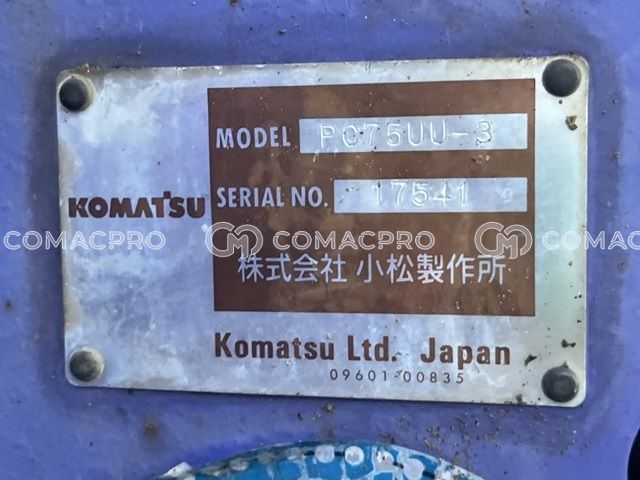 MODEL PC75UU-3
KOMATSU
SERIAL NO. 17541
COMACPRO COMACPRO COMACPRO
株式会社 小松製作所
Komatsu Ltd. Japan
09601-00835